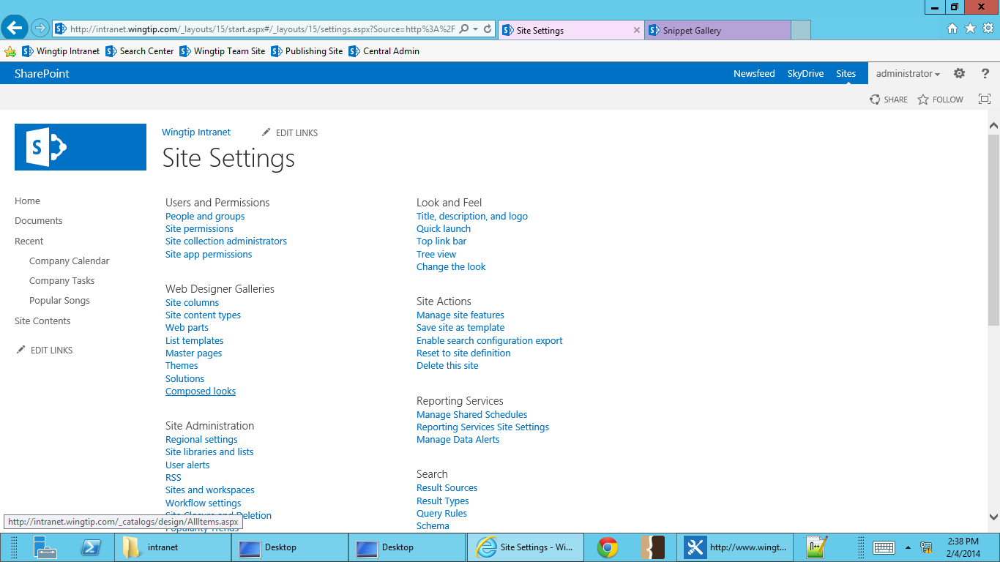 http://intranet.wingtip.com/_layouts/15/start.aspx#/_layouts/15/settings.aspx?Source=http%3A%2F
Site Settings
Snippet Gallery
Wingtip Intranet
Search Center
Wingtip Team Site
Publishing Site
Central Admin
SharePoint
Newsfeed
SkyDrive
Sites
administrator
SHARE
FOLLOW
Wingtip Intranet
EDIT LINKS
Site Settings
Home
Documents
Recent
Company Calendar
Company Tasks
Popular Songs
Site Contents
EDIT LINKS
Users and Permissions
People and groups
Site permissions
Site collection administrators
Site app permissions
Web Designer Galleries
Site columns
Site content types
Web parts
List templates
Master pages
Themes
Solutions
Composed looks
Site Administration
Regional settings
Site libraries and lists
User alerts
RSS
Sites and workspaces
Workflow settings
Site Closure and Deletion
Popularity Trends
Look and Feel
Title, description, and logo
Quick launch
Top link bar
Tree view
Change the look
Site Actions
Manage site features
Save site as template
Enable search configuration export
Reset to site definition
Delete this site
Reporting Services
Manage Shared Schedules
Reporting Services Site Settings
Manage Data Alerts
Search
Result Sources
Result Types
Query Rules
Schema
http://intranet.wingtip.com/_catalogs/design/AllItems.aspx
intranet
Desktop
Desktop
Site Settings - Wi...
http://www.wingt...
2:38 PM
2/4/2014